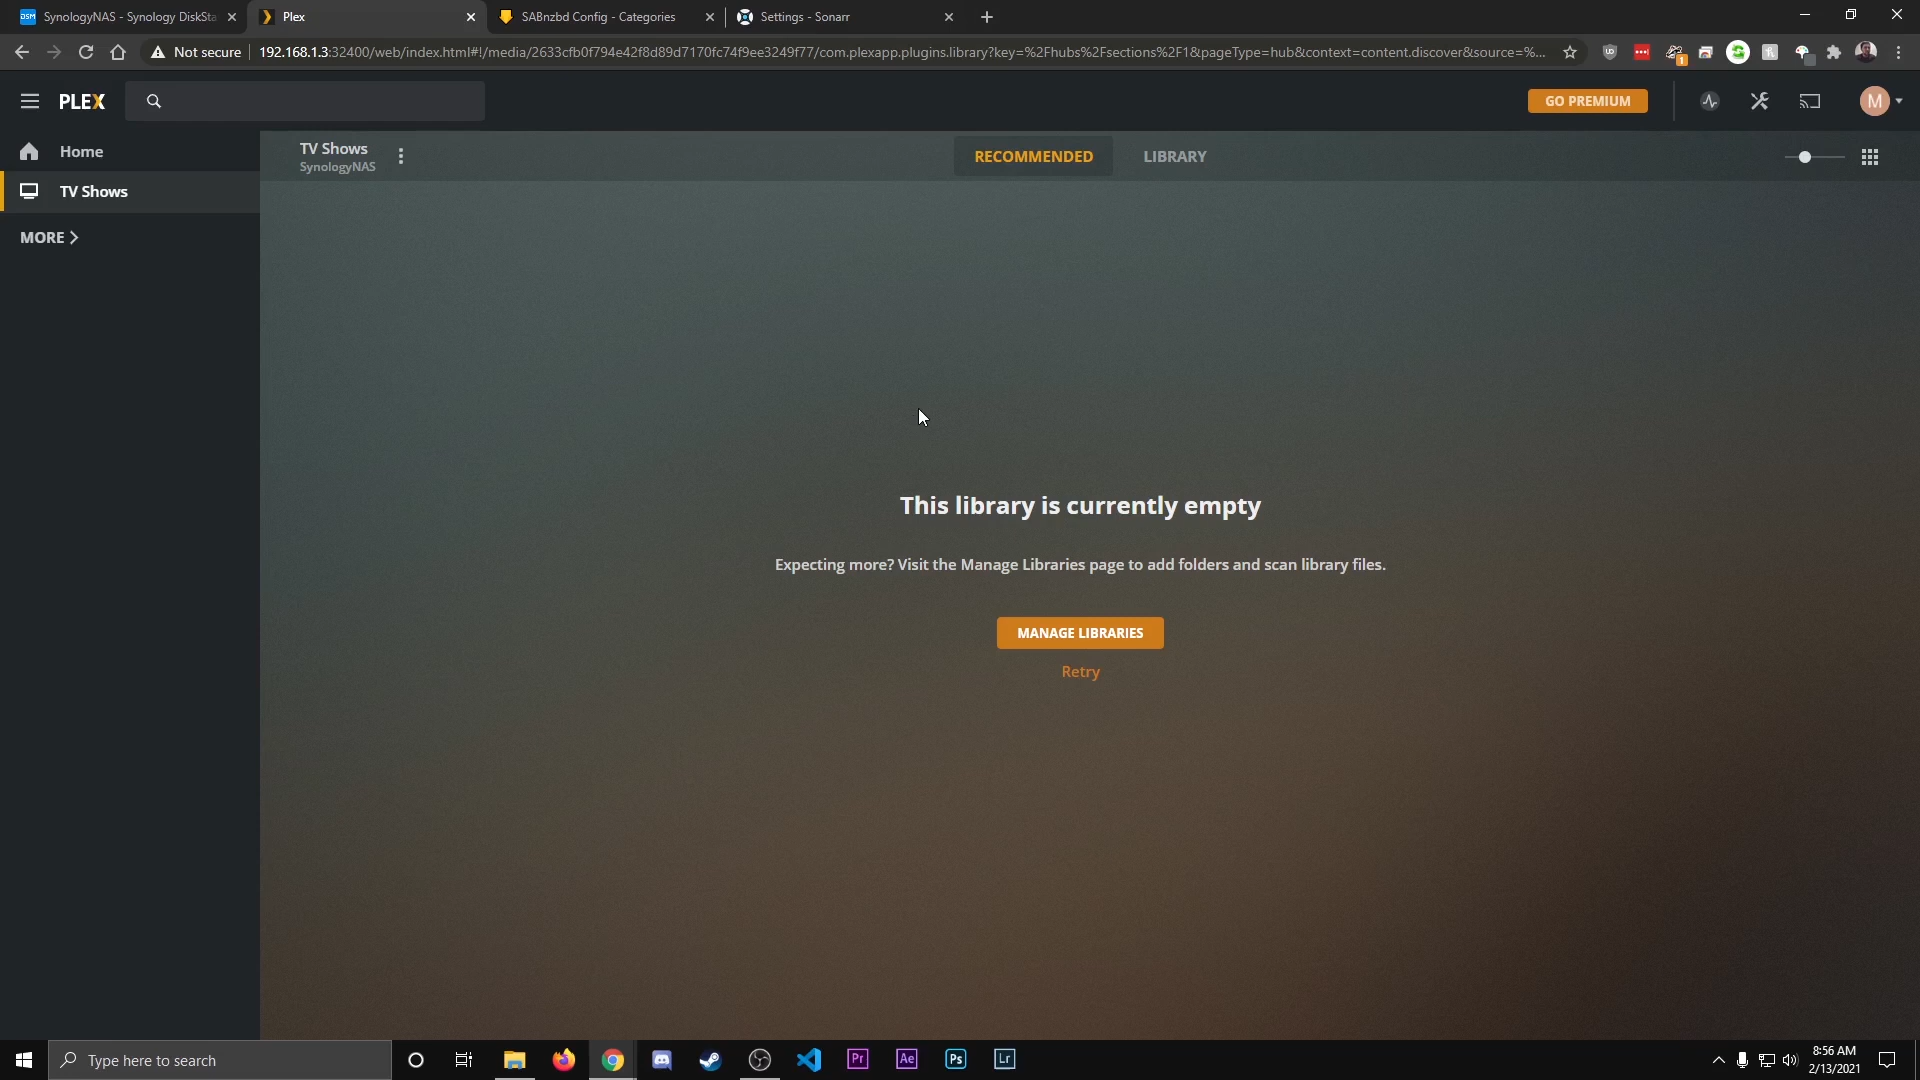 SynologyNAS - Synology DiskSta
Plex
SABnzbd Config - Categories
Settings - Sonarr
Not secure
192.168.1.3:32400/web/index.html#!/media/2633cfb0f794e42f8d89d7170fc74f9ee3249f77/com.plexapp.plugins.library?key=%2Fhubs%2Fsections%2F1&pageType=hub&context=content.discover&source=%...
PLEX
GO PREMIUM
M
Home
TV Shows
MORE
TV Shows
SynologyNAS
RECOMMENDED
LIBRARY
This library is currently empty
Expecting more? Visit the Manage Libraries page to add folders and scan library files.
MANAGE LIBRARIES
Retry
Type here to search
Pr
Ae
Ps
Lr
8:56 AM
2/13/2021